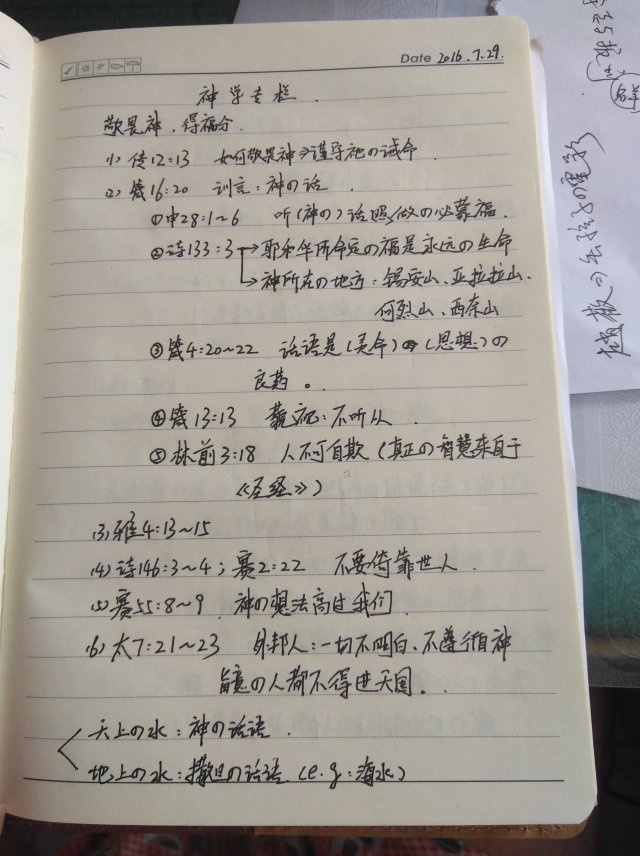 Date 2016.7.29.
神学专栏.
敬畏神,得福分.
(1) 传12:13 如何敬畏神→谨守祂の诫命.
(2) 箴16:20 训言:神の话.
①申28:1~6 听(神の)话照做の必蒙福.
②诗133:3→耶和华所命定の福是永远の生命
↳神所在の地方:锡安山、亚拉拉山、
何烈山、西奈山
③箴4:20~22 话语是(灵命)(思想)の
良药。.
④箴13:13 藐视:不听从.
⑤林前3:18 人不可自欺(真正の智慧来自于
《圣经》)
(3)雅4:13~15
(4)诗146:3~4;赛2:22 不要倚靠世人.
(5)赛55:8~9.神の想法高过我们.
(6)太7:21~23 外邦人:一切不明白、不遵行神
旨意の人都不得进天国。.
天上の水:神の话语.
地上の水:撒旦の话语(e.g:海水)